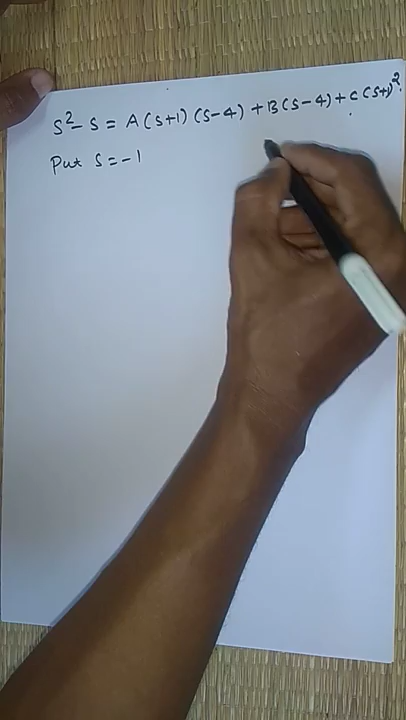 S² - S = A (S+1) (S-4) + B (S-4) + C (S+1)²
Put S = -1